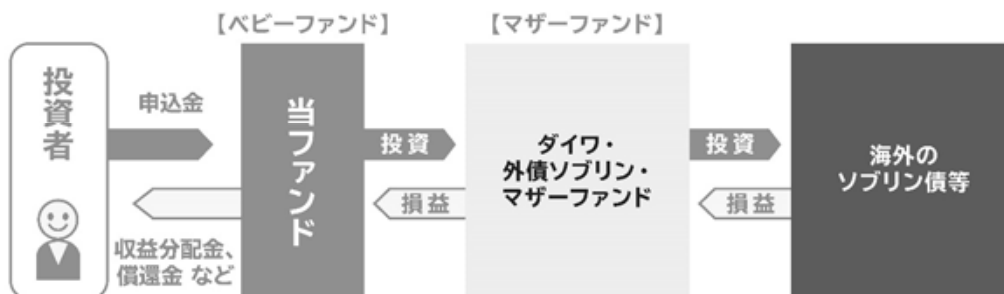 【ベビーファンド】
【マザーファンド】
投資者
申込金
収益分配金、
償還金 など
当ファンド
投資
損益
ダイワ・
外債ソブリン・
マザーファンド
投資
損益
海外の
ソブリン債等